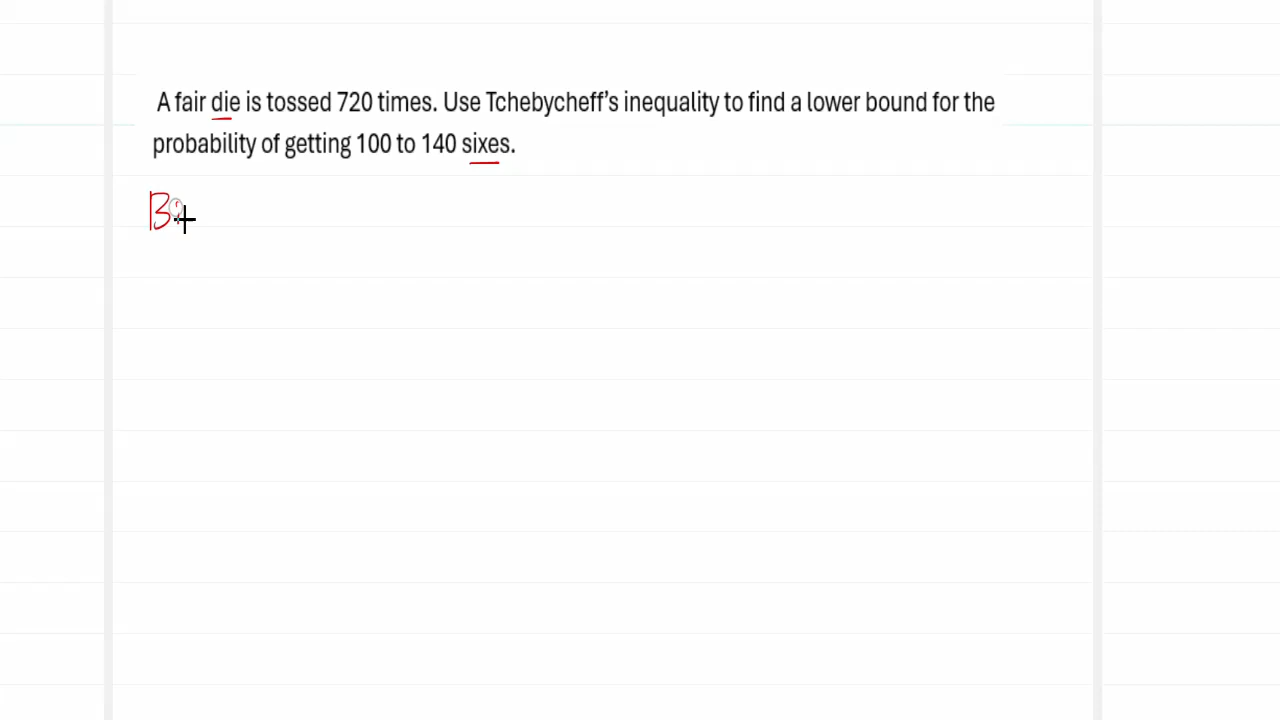 A fair die is tossed 720 times. Use Tchebycheff’s inequality to find a lower bound for the
probability of getting 100 to 140 sixes.
B